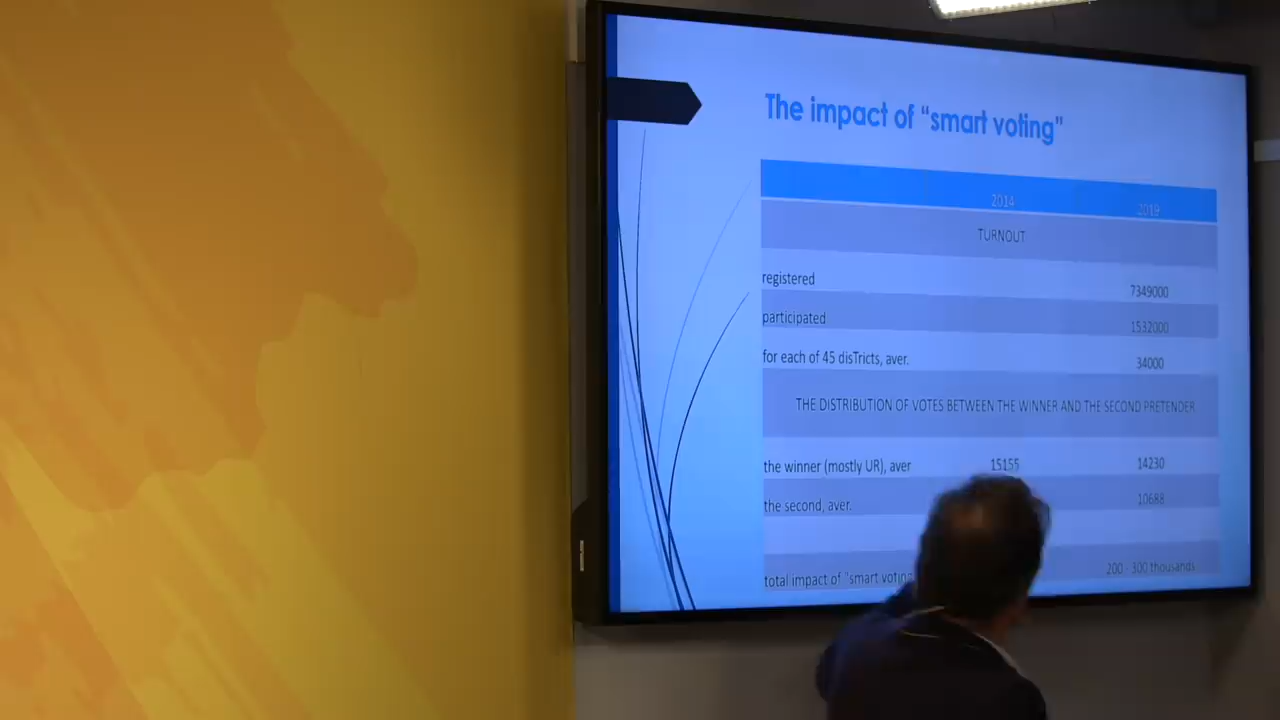 The impact of “smart voting”
2014 2019
TURNOUT
registered 7349000
participated 1532000
for each of 45 disTricts, aver. 34000
THE DISTRIBUTION OF VOTES BETWEEN THE WINNER AND THE SECOND PRETENDER
the winner (mostly UR), aver 15155 14230
the second, aver. 10688
total impact of "smart voting 200 - 300 thousands